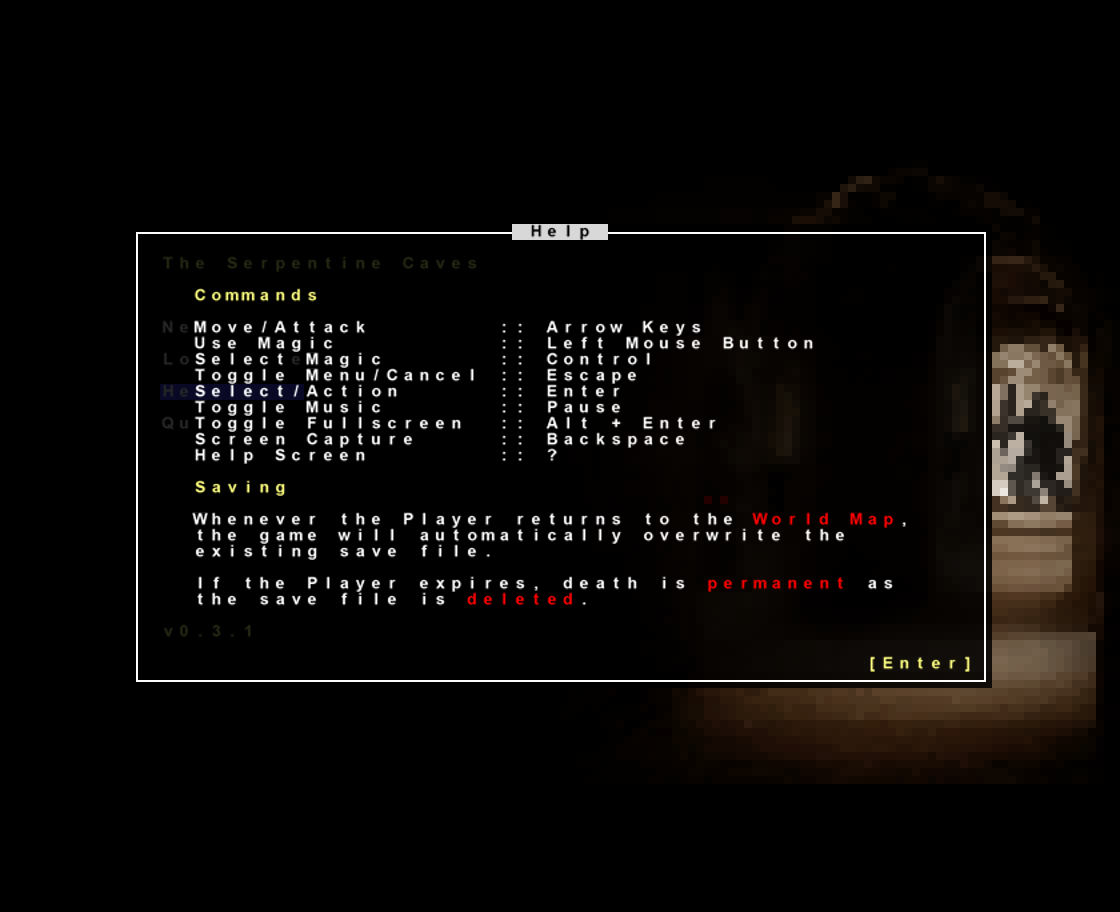 Help
The Serpentine Caves
Commands
Move/Attack :: Arrow Keys
Use Magic :: Left Mouse Button
Select Magic :: Control
Toggle Menu/Cancel :: Escape
Select/Action :: Enter
Toggle Music :: Pause
Toggle Fullscreen :: Alt + Enter
Screen Capture :: Backspace
Help Screen :: ?
Saving
Whenever the Player returns to the World Map,
the game will automatically overwrite the
existing save file.
If the Player expires, death is permanent as
the save file is deleted.
v0.3.1
[Enter]